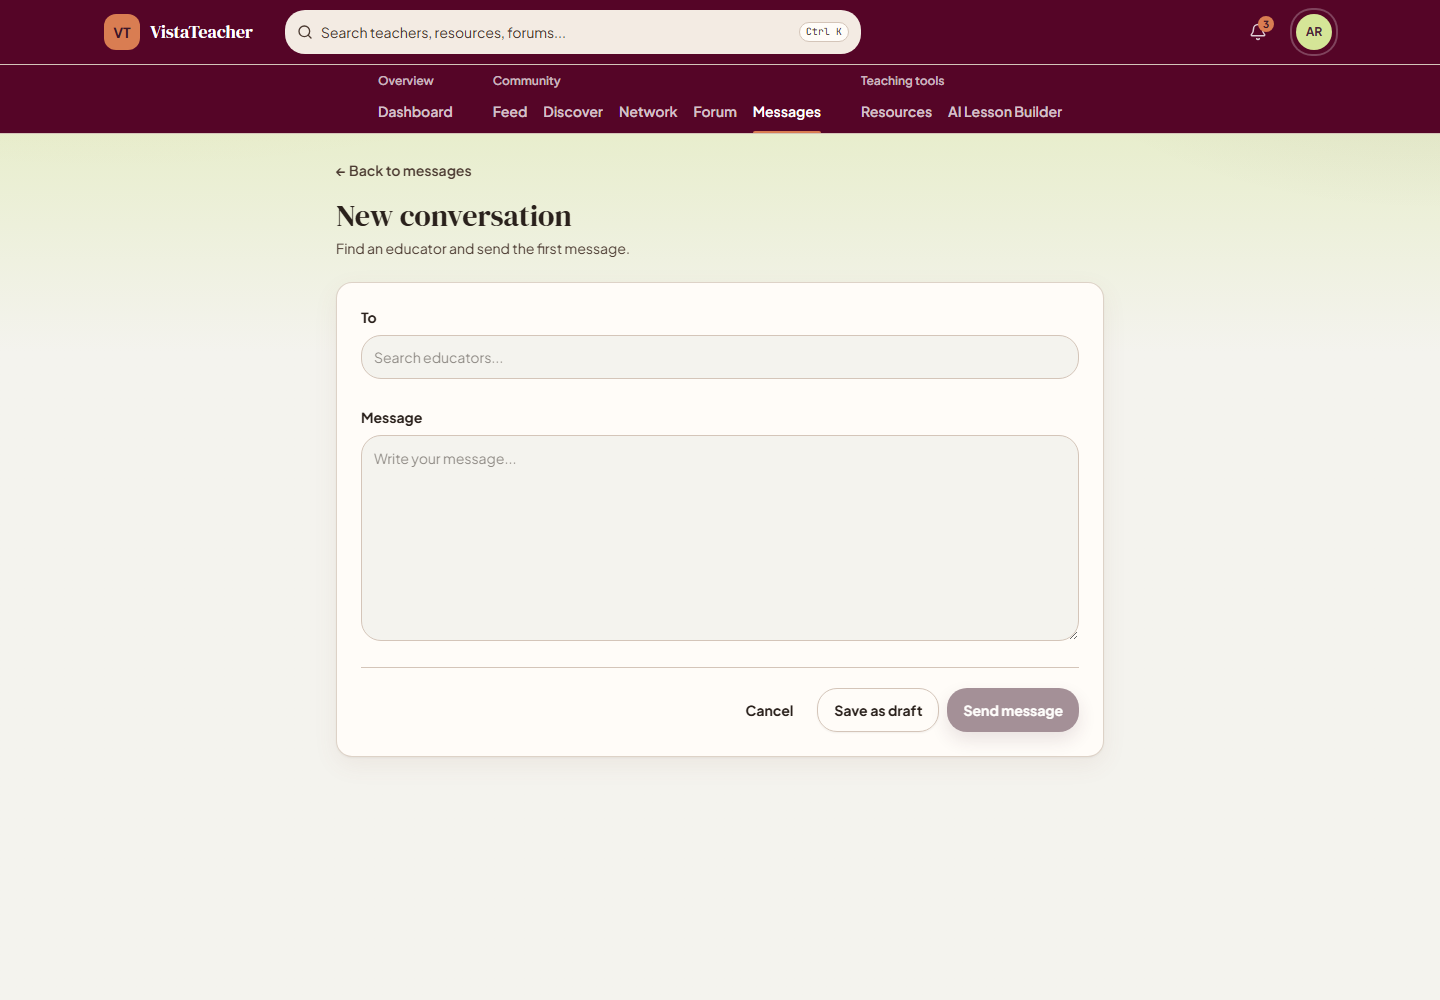 VT VistaTeacher
Search teachers, resources, forums...
Ctrl K
3
AR
Overview
Dashboard
Community
Feed Discover Network Forum Messages
Teaching tools
Resources AI Lesson Builder
← Back to messages
New conversation
Find an educator and send the first message.
To
Search educators...
Message
Write your message...
Cancel
Save as draft
Send message